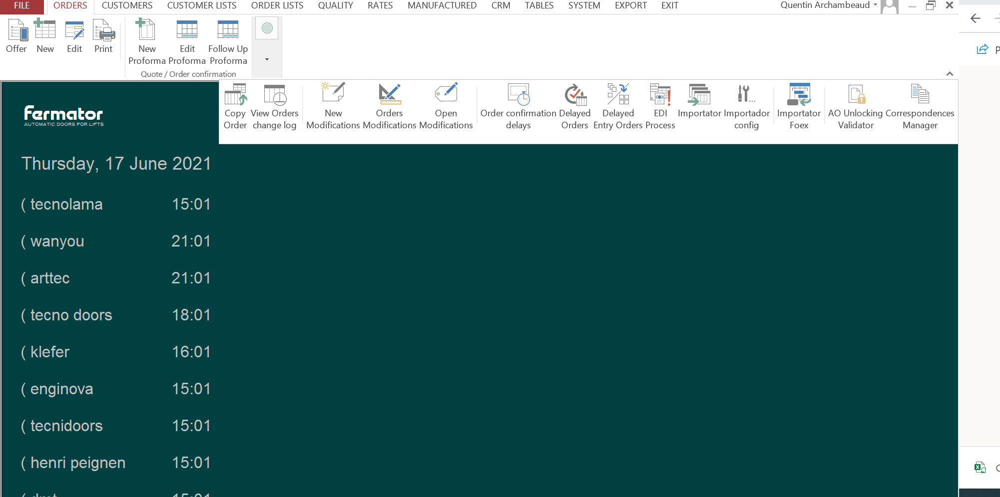 FILE ORDERS CUSTOMERS CUSTOMER LISTS ORDER LISTS QUALITY RATES MANUFACTURED CRM TABLES SYSTEM EXPORT EXIT Quentin Archambeaud
Offer New Edit Print New Proforma Edit Proforma Follow Up Proforma
Quote / Order confirmation
Copy Order View Orders change log New Modifications Orders Modifications Open Modifications Order confirmation delays Delayed Orders Delayed Entry Orders EDI Process Importator Importador config Importator Foex AO Unlocking Validator Correspondences Manager
Fermator
AUTOMATIC DOORS FOR LIFTS
Thursday, 17 June 2021
( tecnolama 15:01
( wanyou 21:01
( arttec 21:01
( tecno doors 18:01
( klefer 16:01
( enginova 15:01
( tecnidoors 15:01
( henri peignen 15:01